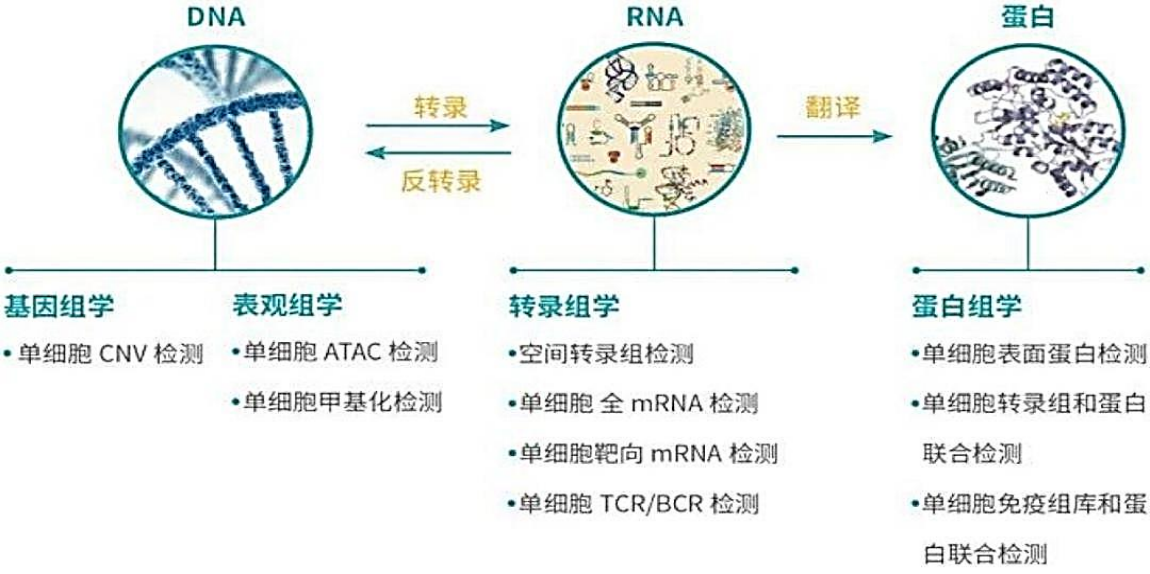 DNA
RNA
蛋白
转录
翻译
反转录
基因组学
•单细胞 CNV 检测
表观组学
•单细胞 ATAC 检测
•单细胞甲基化检测
转录组学
•空间转录组检测
•单细胞 全 mRNA 检测
•单细胞靶向 mRNA 检测
•单细胞 TCR/BCR 检测
蛋白组学
•单细胞表面蛋白检测
•单细胞转录组和蛋白
联合检测
•单细胞免疫组库和蛋
白联合检测